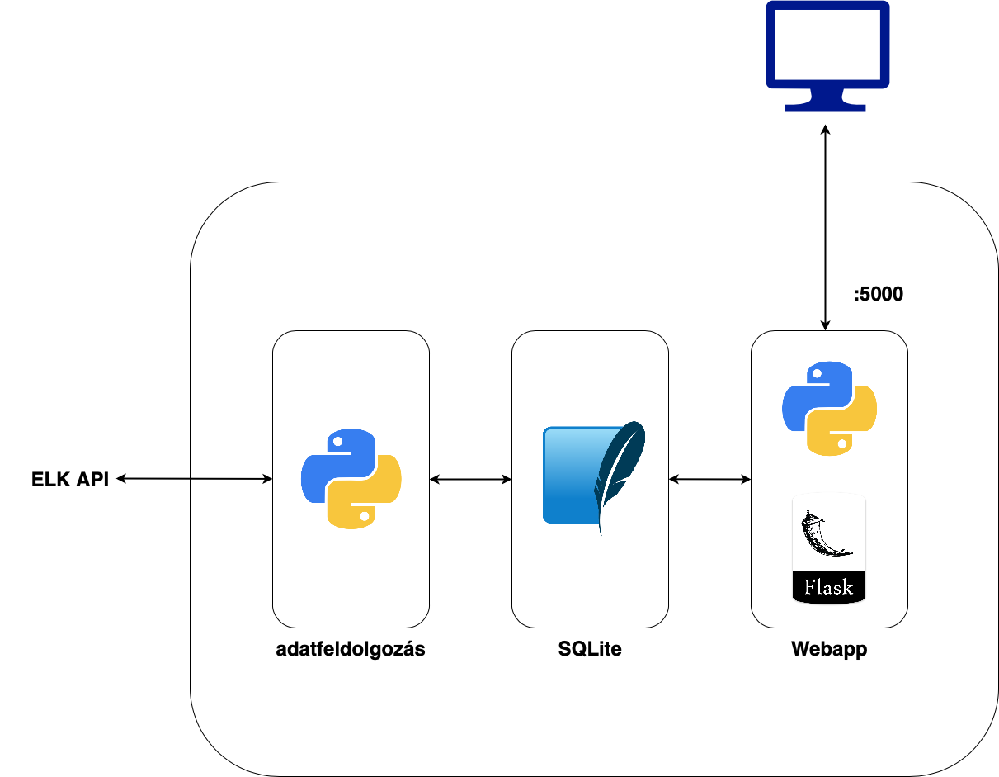 :5000
ELK API
Flask
adatfeldolgozás
SQLite
Webapp